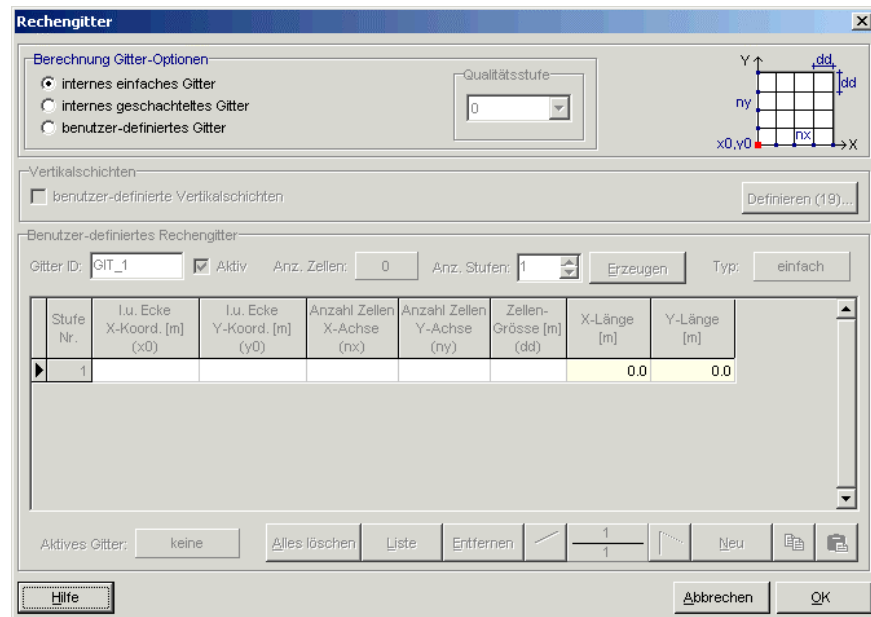 Rechengitter
Berechnung Gitter-Optionen
internes einfaches Gitter
internes geschachteltes Gitter
benutzer-definiertes Gitter
Qualitätsstufe
0
Y
dd
dd
ny
nx
x0,y0
X
Vertikalschichten
benutzer-definierte Vertikalschichten
Definieren (19)...
Benutzer-definiertes Rechengitter
Gitter ID: GIT_1 Aktiv Anz. Zellen: 0 Anz. Stufen: 1 Erzeugen Typ: einfach
Stufe Nr.
l.u. Ecke X-Koord. [m] (x0)
l.u. Ecke Y-Koord. [m] (y0)
Anzahl Zellen X-Achse (nx)
Anzahl Zellen Y-Achse (ny)
Zellen-Grösse [m] (dd)
X-Länge [m]
Y-Länge [m]
1 0.0 0.0
Aktives Gitter: keine Alles löschen Liste Entfernen 1 1 Neu
Hilfe Abbrechen OK